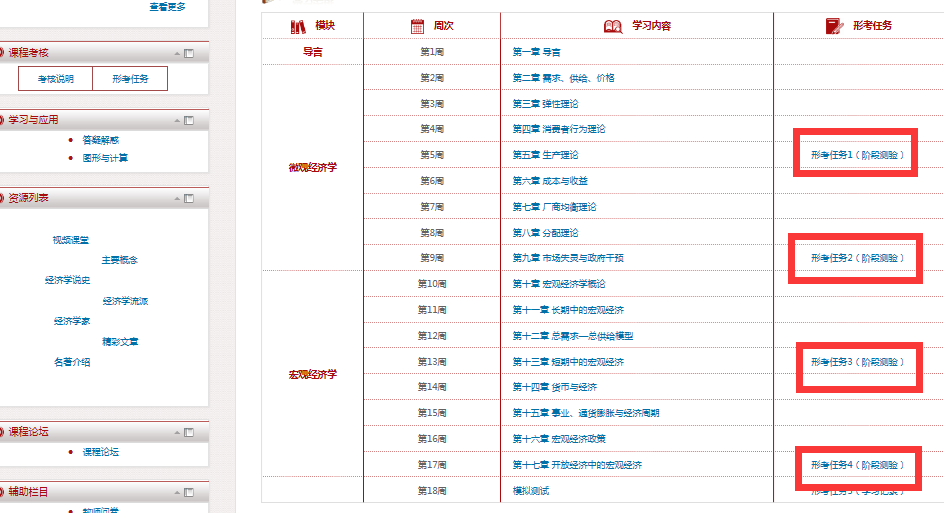 查看更多
课程考核
考核说明 形考任务
学习与应用
答疑解惑
图形与计算
资源列表
视频课堂
主要概念
经济学说史
经济学流派
经济学家
精彩文章
名著介绍
课程论坛
课程论坛
辅助栏目
教师问卷
模块 周次 学习内容 形考任务
导言 第1周 第一章 导言
微观经济学
第2周 第二章 需求、供给、价格
第3周 第三章 弹性理论
第4周 第四章 消费者行为理论
第5周 第五章 生产理论 形考任务1（阶段测验）
第6周 第六章 成本与收益
第7周 第七章 厂商均衡理论
第8周 第八章 分配理论
第9周 第九章 市场失灵与政府干预 形考任务2（阶段测验）
宏观经济学
第10周 第十章 宏观经济学概论
第11周 第十一章 长期中的宏观经济
第12周 第十二章 总需求—总供给模型
第13周 第十三章 短期中的宏观经济 形考任务3（阶段测验）
第14周 第十四章 货币与经济
第15周 第十五章 事业、通货膨胀与经济周期
第16周 第十六章 宏观经济政策
第17周 第十七章 开放经济中的宏观经济 形考任务4（阶段测验）
第18周 模拟测试 形考任务5（学习记录）